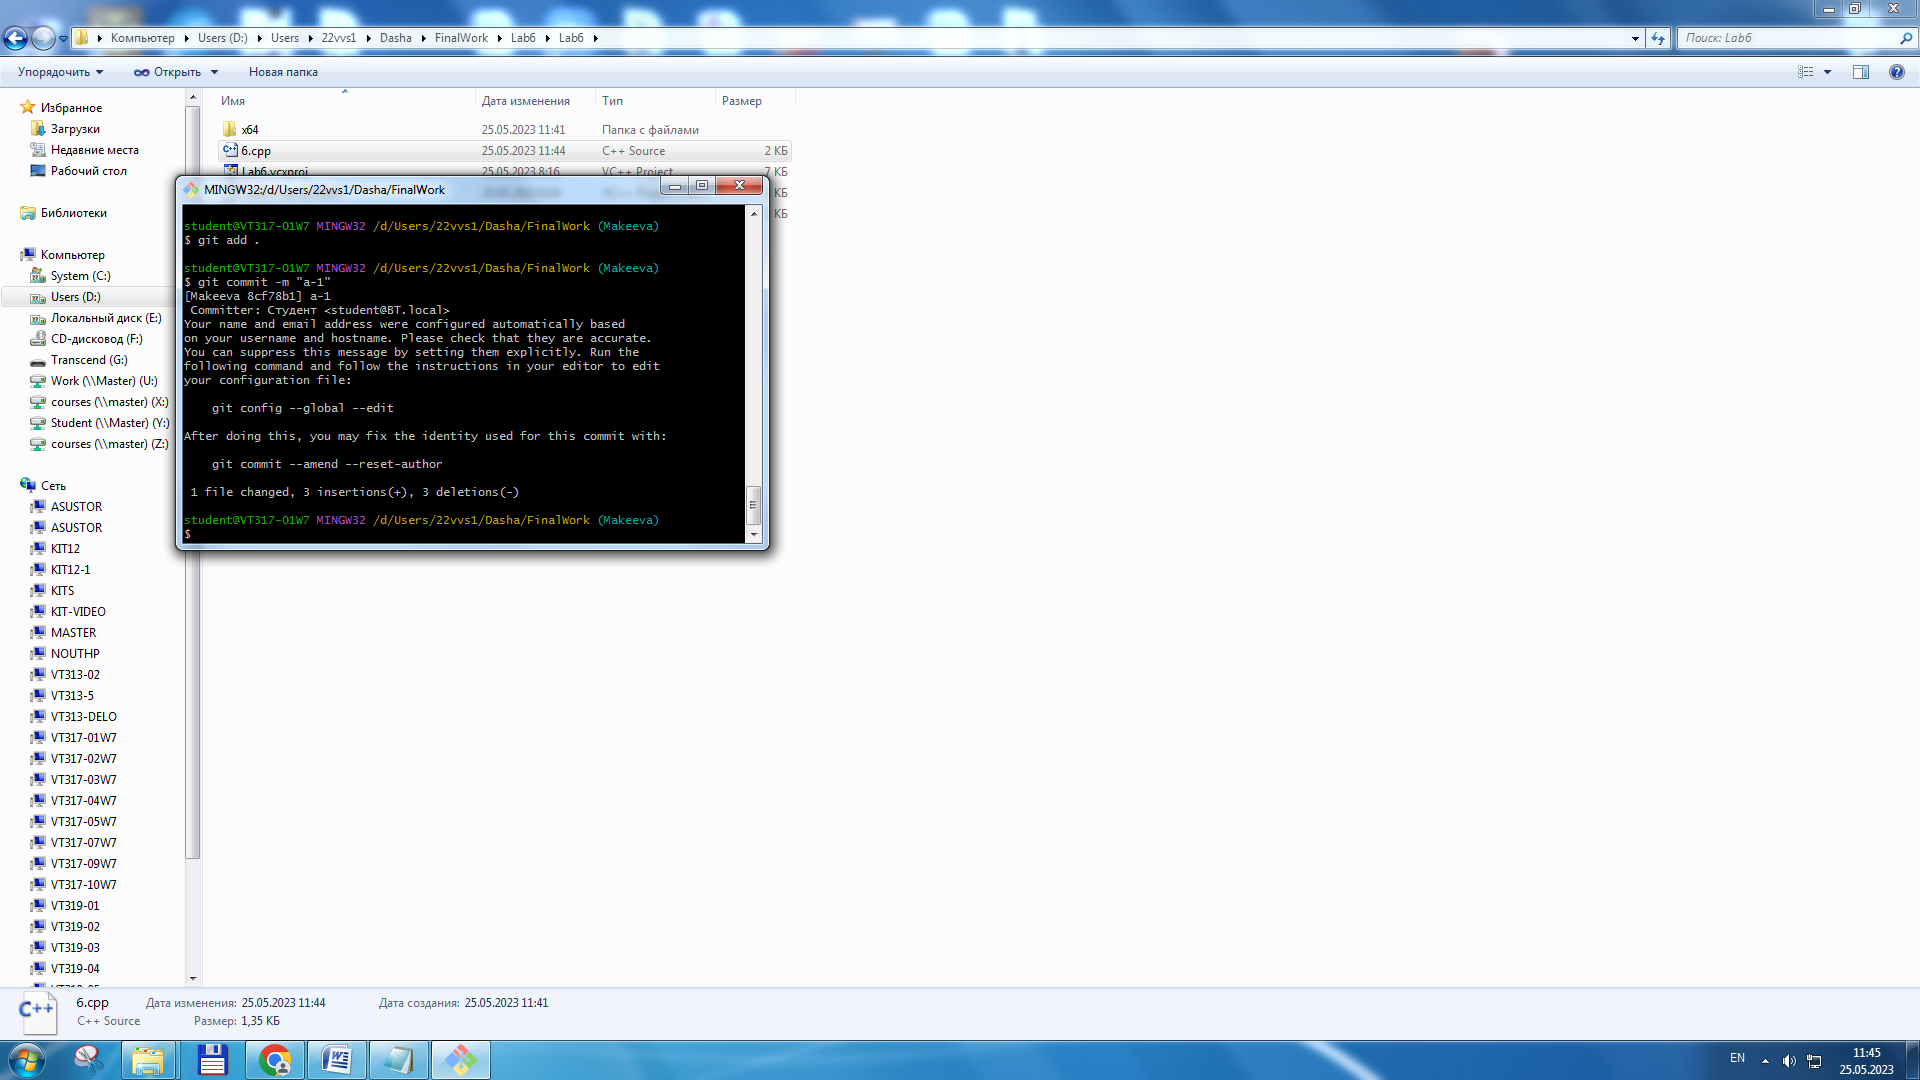 Компьютер Users (D:) Users 22vvs1 Dasha FinalWork Lab6 Lab6
Поиск: Lab6
Упорядочить Открыть Новая папка
Имя Дата изменения Тип Размер
x64 25.05.2023 11:41 Папка с файлами
6.cpp 25.05.2023 11:44 C++ Source 2 КБ
Lab6.vcxproj 25.05.2023 8:16 VC++ Project 7 КБ
КБ
КБ
Избранное
Загрузки
Недавние места
Рабочий стол
Библиотеки
Компьютер
System (C:)
Users (D:)
Локальный диск (E:)
CD-дисковод (F:)
Transcend (G:)
Work (\\Master) (U:)
courses (\\master) (X:)
Student (\\Master) (Y:)
courses (\\master) (Z:)
Сеть
ASUSTOR
ASUSTOR
KIT12
KIT12-1
KITS
KIT-VIDEO
MASTER
NOUTHP
VT313-02
VT313-5
VT313-DELO
VT317-01W7
VT317-02W7
VT317-03W7
VT317-04W7
VT317-05W7
VT317-07W7
VT317-09W7
VT317-10W7
VT319-01
VT319-02
VT319-03
VT319-04
MINGW32:/d/Users/22vvs1/Dasha/FinalWork
student@VT317-01W7 MINGW32 /d/Users/22vvs1/Dasha/FinalWork (Makeeva)
$ git add .
student@VT317-01W7 MINGW32 /d/Users/22vvs1/Dasha/FinalWork (Makeeva)
$ git commit -m "a-1"
[Makeeva 8cf78b1] a-1
Committer: Студент <student@BT.local>
Your name and email address were configured automatically based
on your username and hostname. Please check that they are accurate.
You can suppress this message by setting them explicitly. Run the
following command and follow the instructions in your editor to edit
your configuration file:
git config --global --edit
After doing this, you may fix the identity used for this commit with:
git commit --amend --reset-author
1 file changed, 3 insertions(+), 3 deletions(-)
student@VT317-01W7 MINGW32 /d/Users/22vvs1/Dasha/FinalWork (Makeeva)
$
C++
6.cpp Дата изменения: 25.05.2023 11:44 Дата создания: 25.05.2023 11:41
C++ Source Размер: 1,35 КБ
EN
11:45
25.05.2023